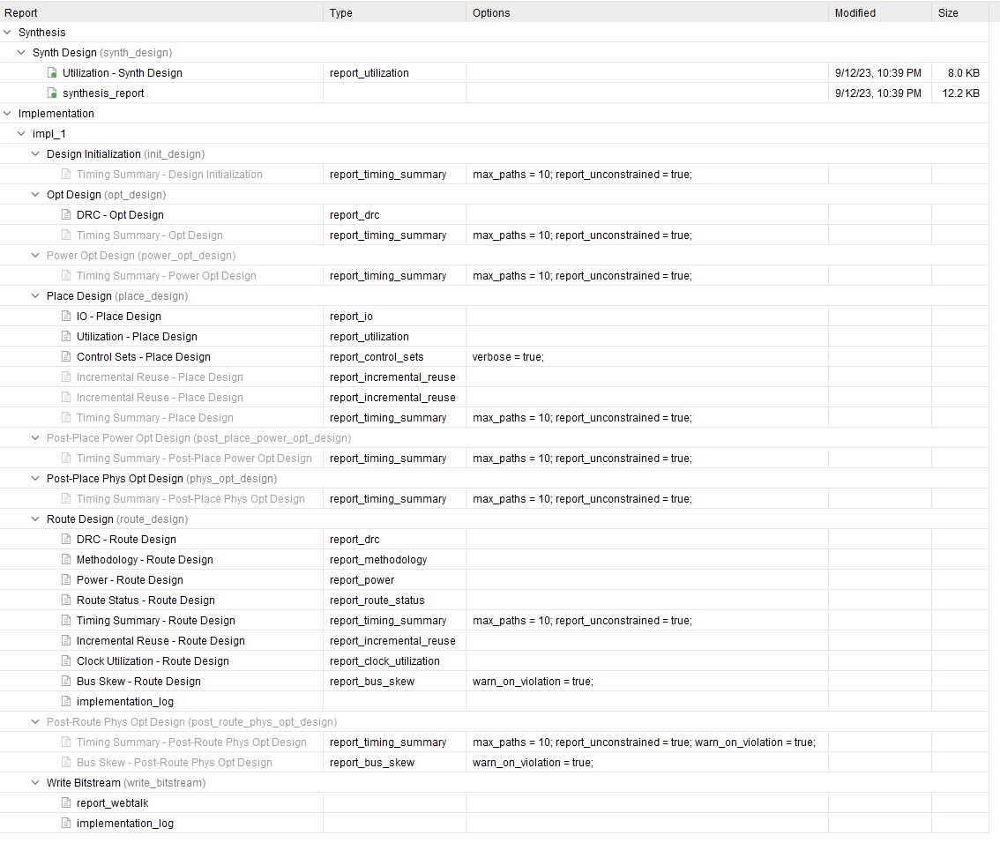 Report Type Options Modified Size
Synthesis
Synth Design (synth_design)
Utilization - Synth Design report_utilization 9/12/23, 10:39 PM 8.0 KB
synthesis_report 9/12/23, 10:39 PM 12.2 KB
Implementation
impl_1
Design Initialization (init_design)
Timing Summary - Design Initialization report_timing_summary max_paths = 10; report_unconstrained = true;
Opt Design (opt_design)
DRC - Opt Design report_drc
Timing Summary - Opt Design report_timing_summary max_paths = 10; report_unconstrained = true;
Power Opt Design (power_opt_design)
Timing Summary - Power Opt Design report_timing_summary max_paths = 10; report_unconstrained = true;
Place Design (place_design)
IO - Place Design report_io
Utilization - Place Design report_utilization
Control Sets - Place Design report_control_sets verbose = true;
Incremental Reuse - Place Design report_incremental_reuse
Incremental Reuse - Place Design report_incremental_reuse
Timing Summary - Place Design report_timing_summary max_paths = 10; report_unconstrained = true;
Post-Place Power Opt Design (post_place_power_opt_design)
Timing Summary - Post-Place Power Opt Design report_timing_summary max_paths = 10; report_unconstrained = true;
Post-Place Phys Opt Design (phys_opt_design)
Timing Summary - Post-Place Phys Opt Design report_timing_summary max_paths = 10; report_unconstrained = true;
Route Design (route_design)
DRC - Route Design report_drc
Methodology - Route Design report_methodology
Power - Route Design report_power
Route Status - Route Design report_route_status
Timing Summary - Route Design report_timing_summary max_paths = 10; report_unconstrained = true;
Incremental Reuse - Route Design report_incremental_reuse
Clock Utilization - Route Design report_clock_utilization
Bus Skew - Route Design report_bus_skew warn_on_violation = true;
implementation_log
Post-Route Phys Opt Design (post_route_phys_opt_design)
Timing Summary - Post-Route Phys Opt Design report_timing_summary max_paths = 10; report_unconstrained = true; warn_on_violation = true;
Bus Skew - Post-Route Phys Opt Design report_bus_skew warn_on_violation = true;
Write Bitstream (write_bitstream)
report_webtalk
implementation_log